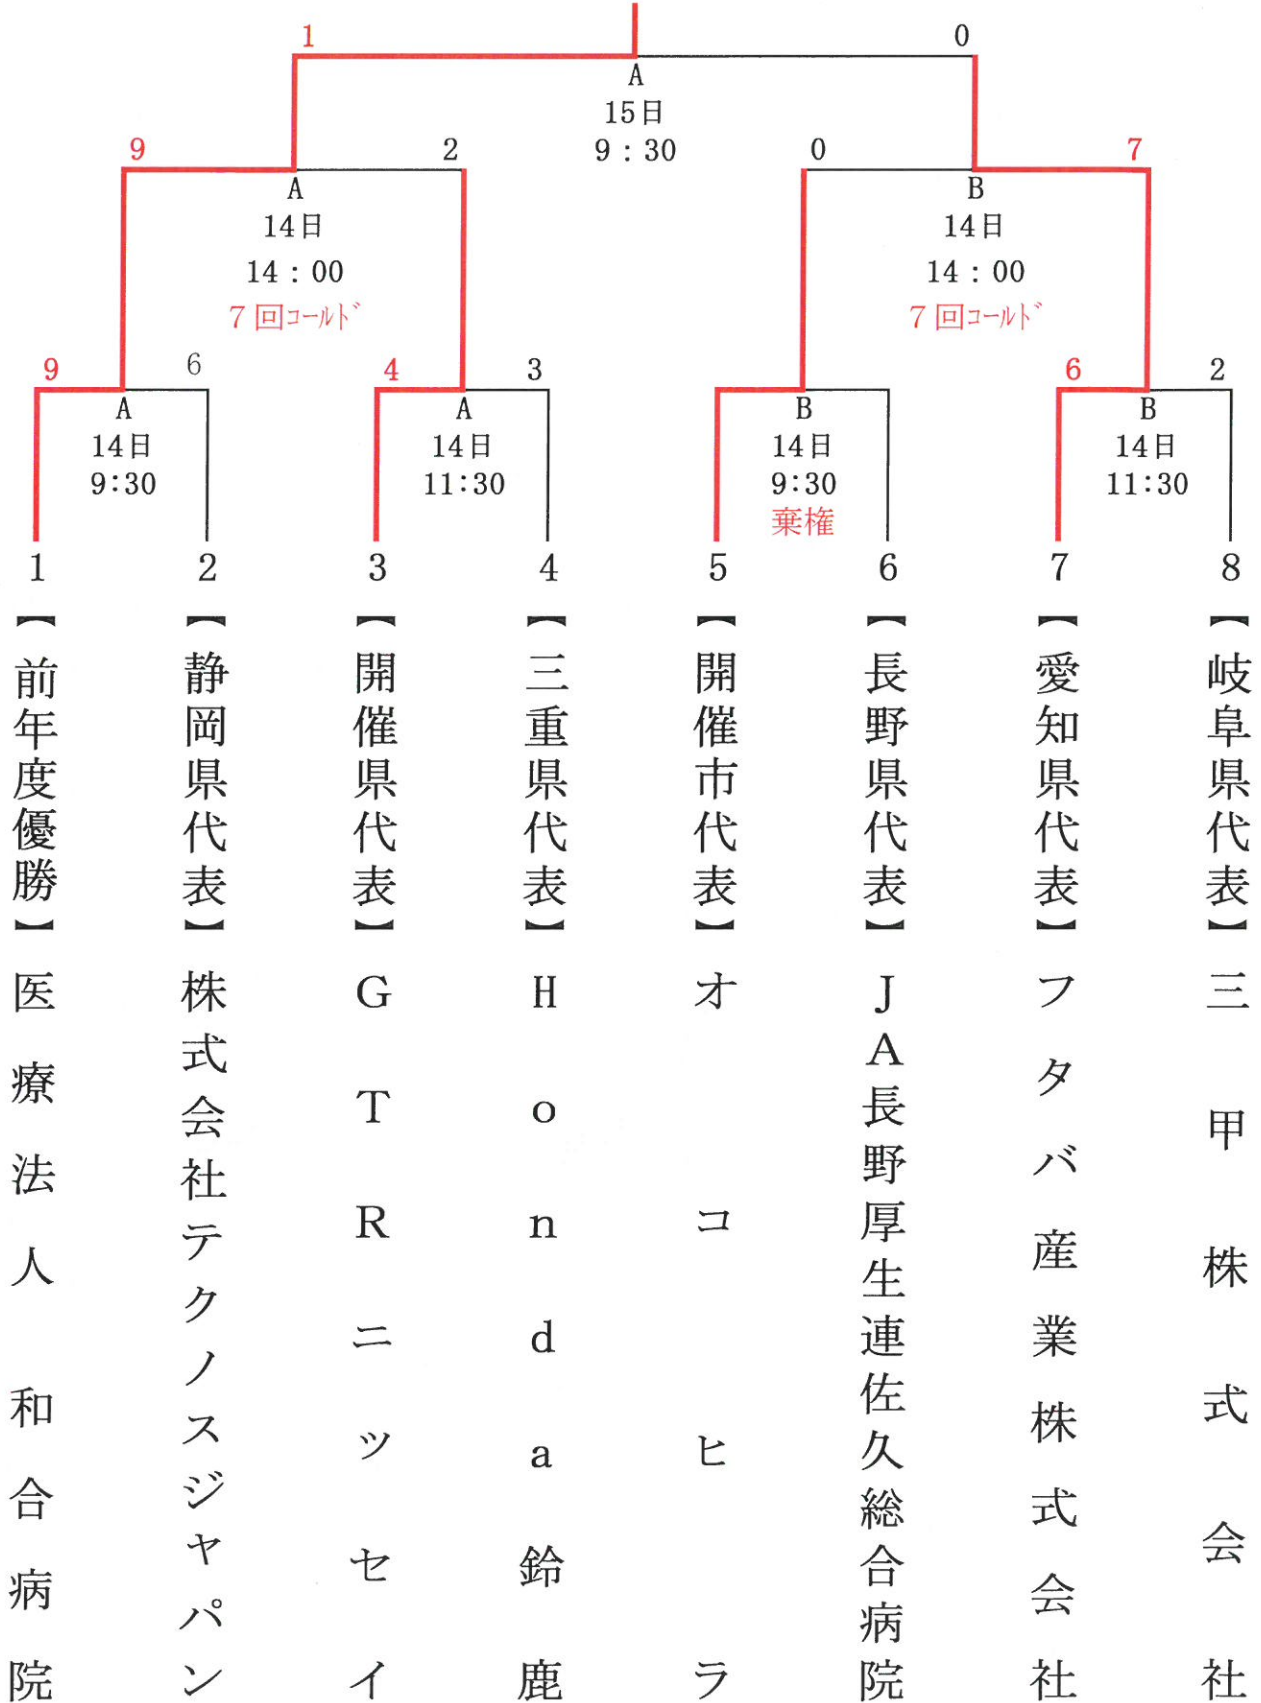 1
0
A
15日
9：30
9
2
0
7
A
14日
14：00
7回ｺｰﾙﾄﾞ
B
14日
14：00
7回ｺｰﾙﾄﾞ
9
6
4
3
6
2
A
14日
9:30
A
14日
11:30
B
14日
9:30
棄権
B
14日
11:30
1
【前年度優勝】医療法人 和合病院
2
【静岡県代表】株式会社テクノスジャパン
3
【開催県代表】GTRニッセイ
4
【三重県代表】Honda鈴鹿
5
【開催市代表】オコヒラ
6
【長野県代表】JA長野厚生連佐久総合病院
7
【愛知県代表】フタバ産業株式会社
8
【岐阜県代表】三甲株式会社